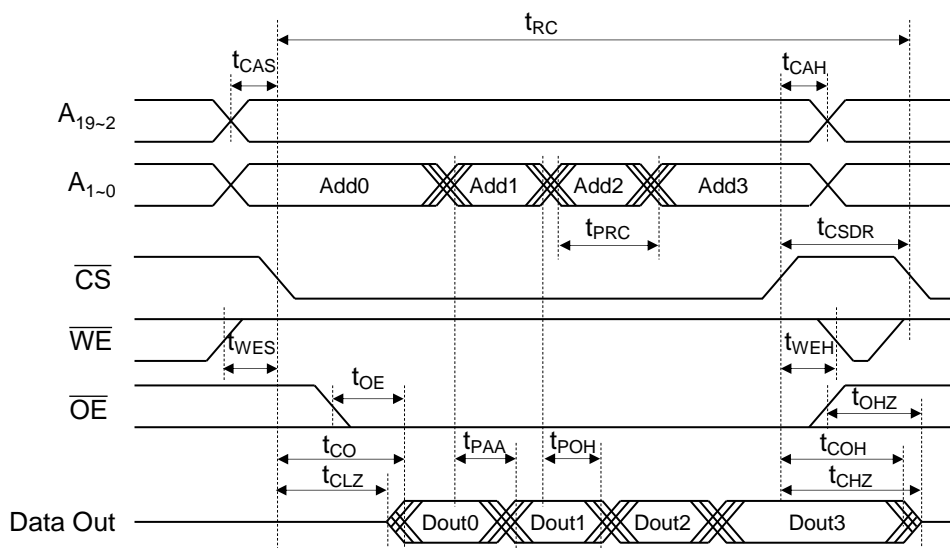 tRC
tCAS
tCAH
A19~2
A1~0
Add0
Add1
Add2
Add3
tPRC
tCSDR
CS
WE
tWES
tWEH
tOE
OE
tOHZ
tCO
tPAA
tPOH
tCOH
tCLZ
tCHZ
Data Out
Dout0
Dout1
Dout2
Dout3